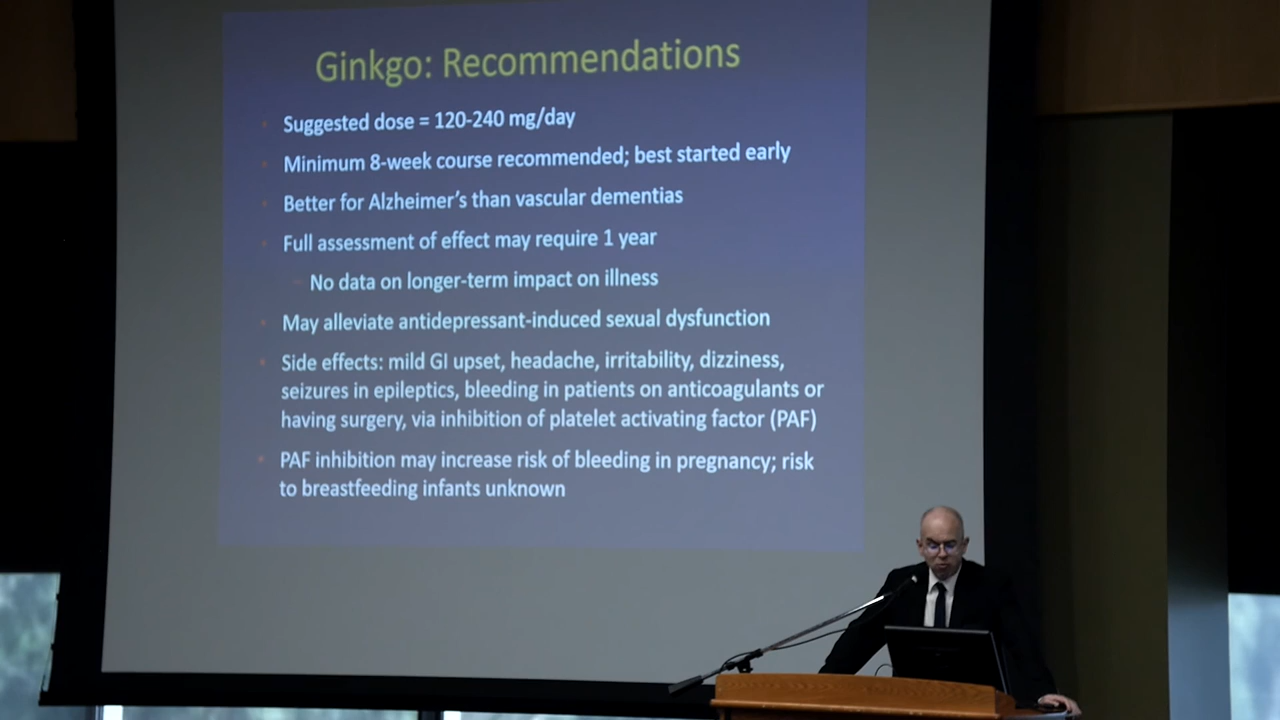 Ginkgo: Recommendations
Suggested dose = 120-240 mg/day
Minimum 8-week course recommended; best started early
Better for Alzheimer's than vascular dementias
Full assessment of effect may require 1 year
No data on longer-term impact on illness
May alleviate antidepressant-induced sexual dysfunction
Side effects: mild GI upset, headache, irritability, dizziness,
seizures in epileptics, bleeding in patients on anticoagulants or
having surgery, via inhibition of platelet activating factor (PAF)
PAF inhibition may increase risk of bleeding in pregnancy; risk
to breastfeeding infants unknown